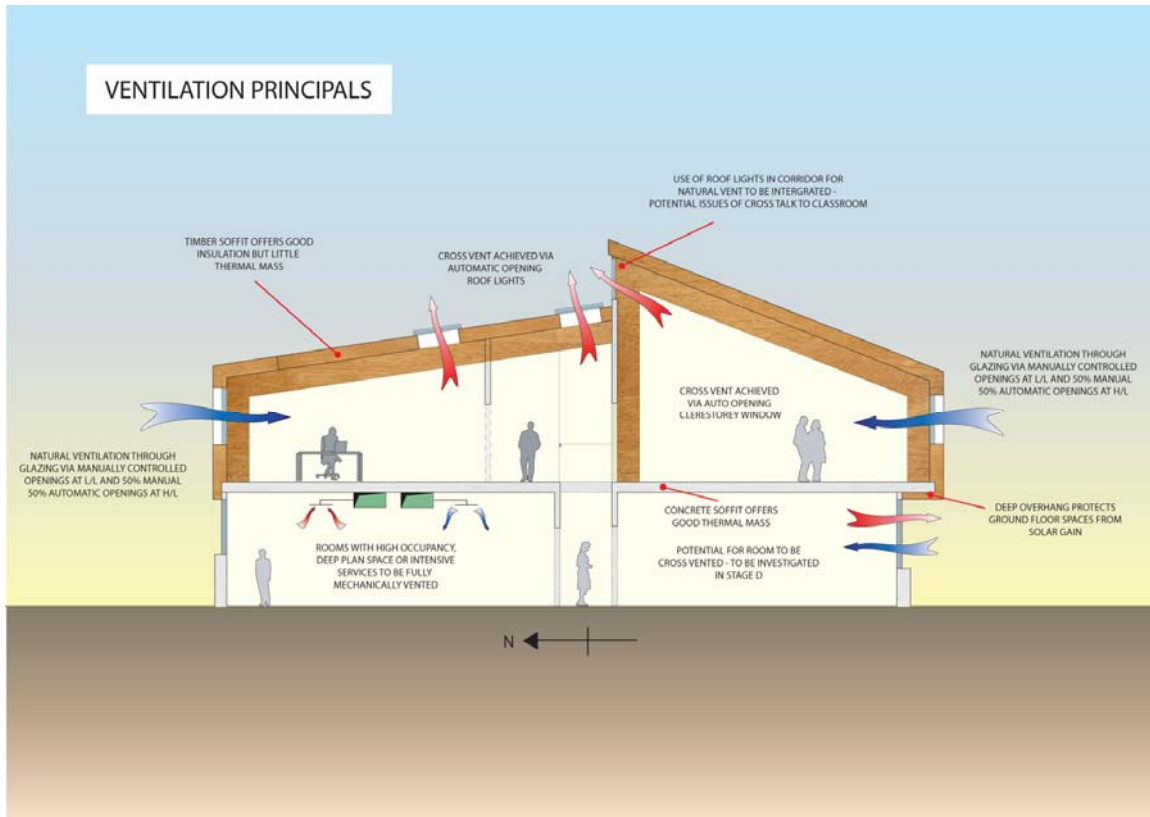 VENTILATION PRINCIPALS
USE OF ROOF LIGHTS IN CORRIDOR FOR
NATURAL VENT TO BE INTERGRATED -
POTENTIAL ISSUES OF CROSS TALK TO CLASSROOM
TIMBER SOFFIT OFFERS GOOD
INSULATION BUT LITTLE
THERMAL MASS
CROSS VENT ACHIEVED VIA
AUTOMATIC OPENING
ROOF LIGHTS
NATURAL VENTILATION THROUGH
GLAZING VIA MANUALLY CONTROLLED
OPENINGS AT L/L AND 50% MANUAL
50% AUTOMATIC OPENINGS AT H/L
CROSS VENT ACHIEVED
VIA AUTO OPENING
CLERESTOREY WINDOW
NATURAL VENTILATION THROUGH
GLAZING VIA MANUALLY CONTROLLED
OPENINGS AT L/L AND 50% MANUAL
50% AUTOMATIC OPENINGS AT H/L
CONCRETE SOFFIT OFFERS
GOOD THERMAL MASS
DEEP OVERHANG PROTECTS
GROUND FLOOR SPACES FROM
SOLAR GAIN
ROOMS WITH HIGH OCCUPANCY,
DEEP PLAN SPACE OR INTENSIVE
SERVICES TO BE FULLY
MECHANICALLY VENTED
POTENTIAL FOR ROOM TO BE
CROSS VENTED - TO BE INVESTIGATED
IN STAGE D
N